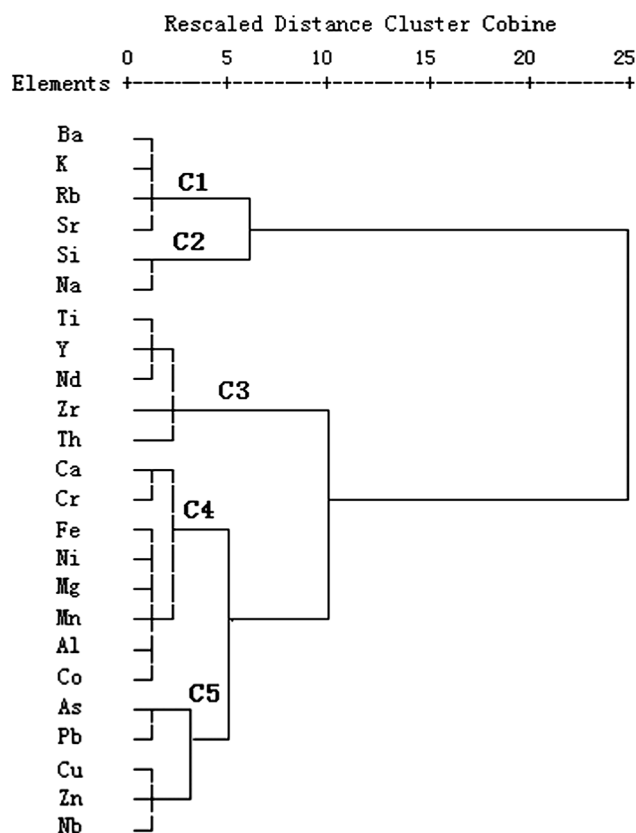 Rescaled Distance Cluster Cobine
0 5 10 15 20 25
Elements
Ba
K
Rb
C1
Sr
Si
C2
Na
Ti
Y
Nd
Zr
C3
Th
Ca
Cr
Fe
C4
Ni
Mg
Mn
Al
Co
As
C5
Pb
Cu
Zn
Nb